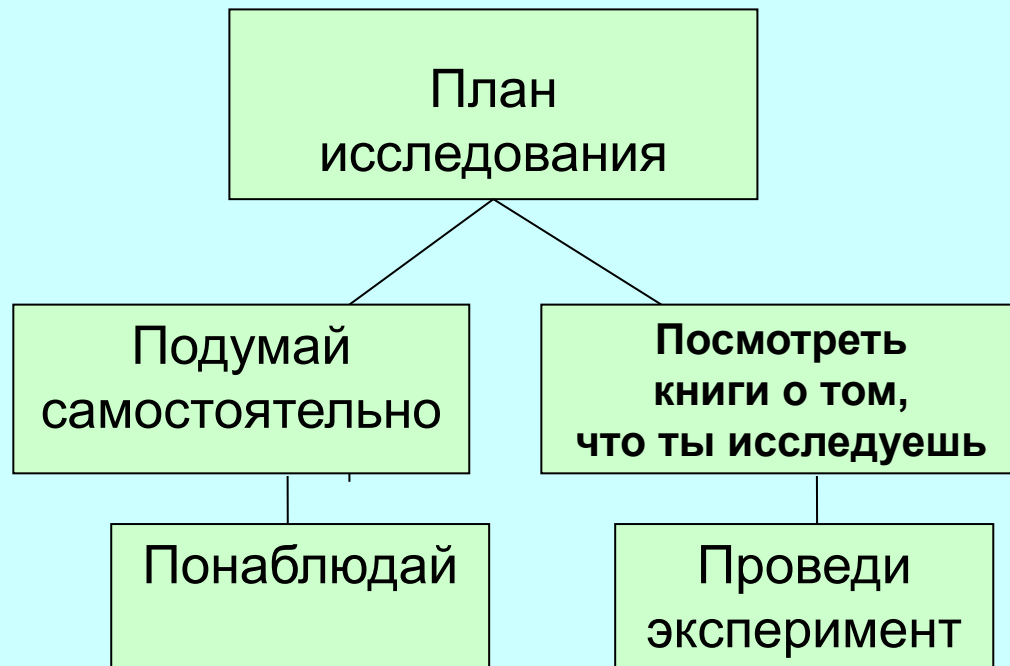 План
исследования
Подумай
самостоятельно
Посмотреть
книги о том,
что ты исследуешь
Понаблюдай
Проведи
эксперимент